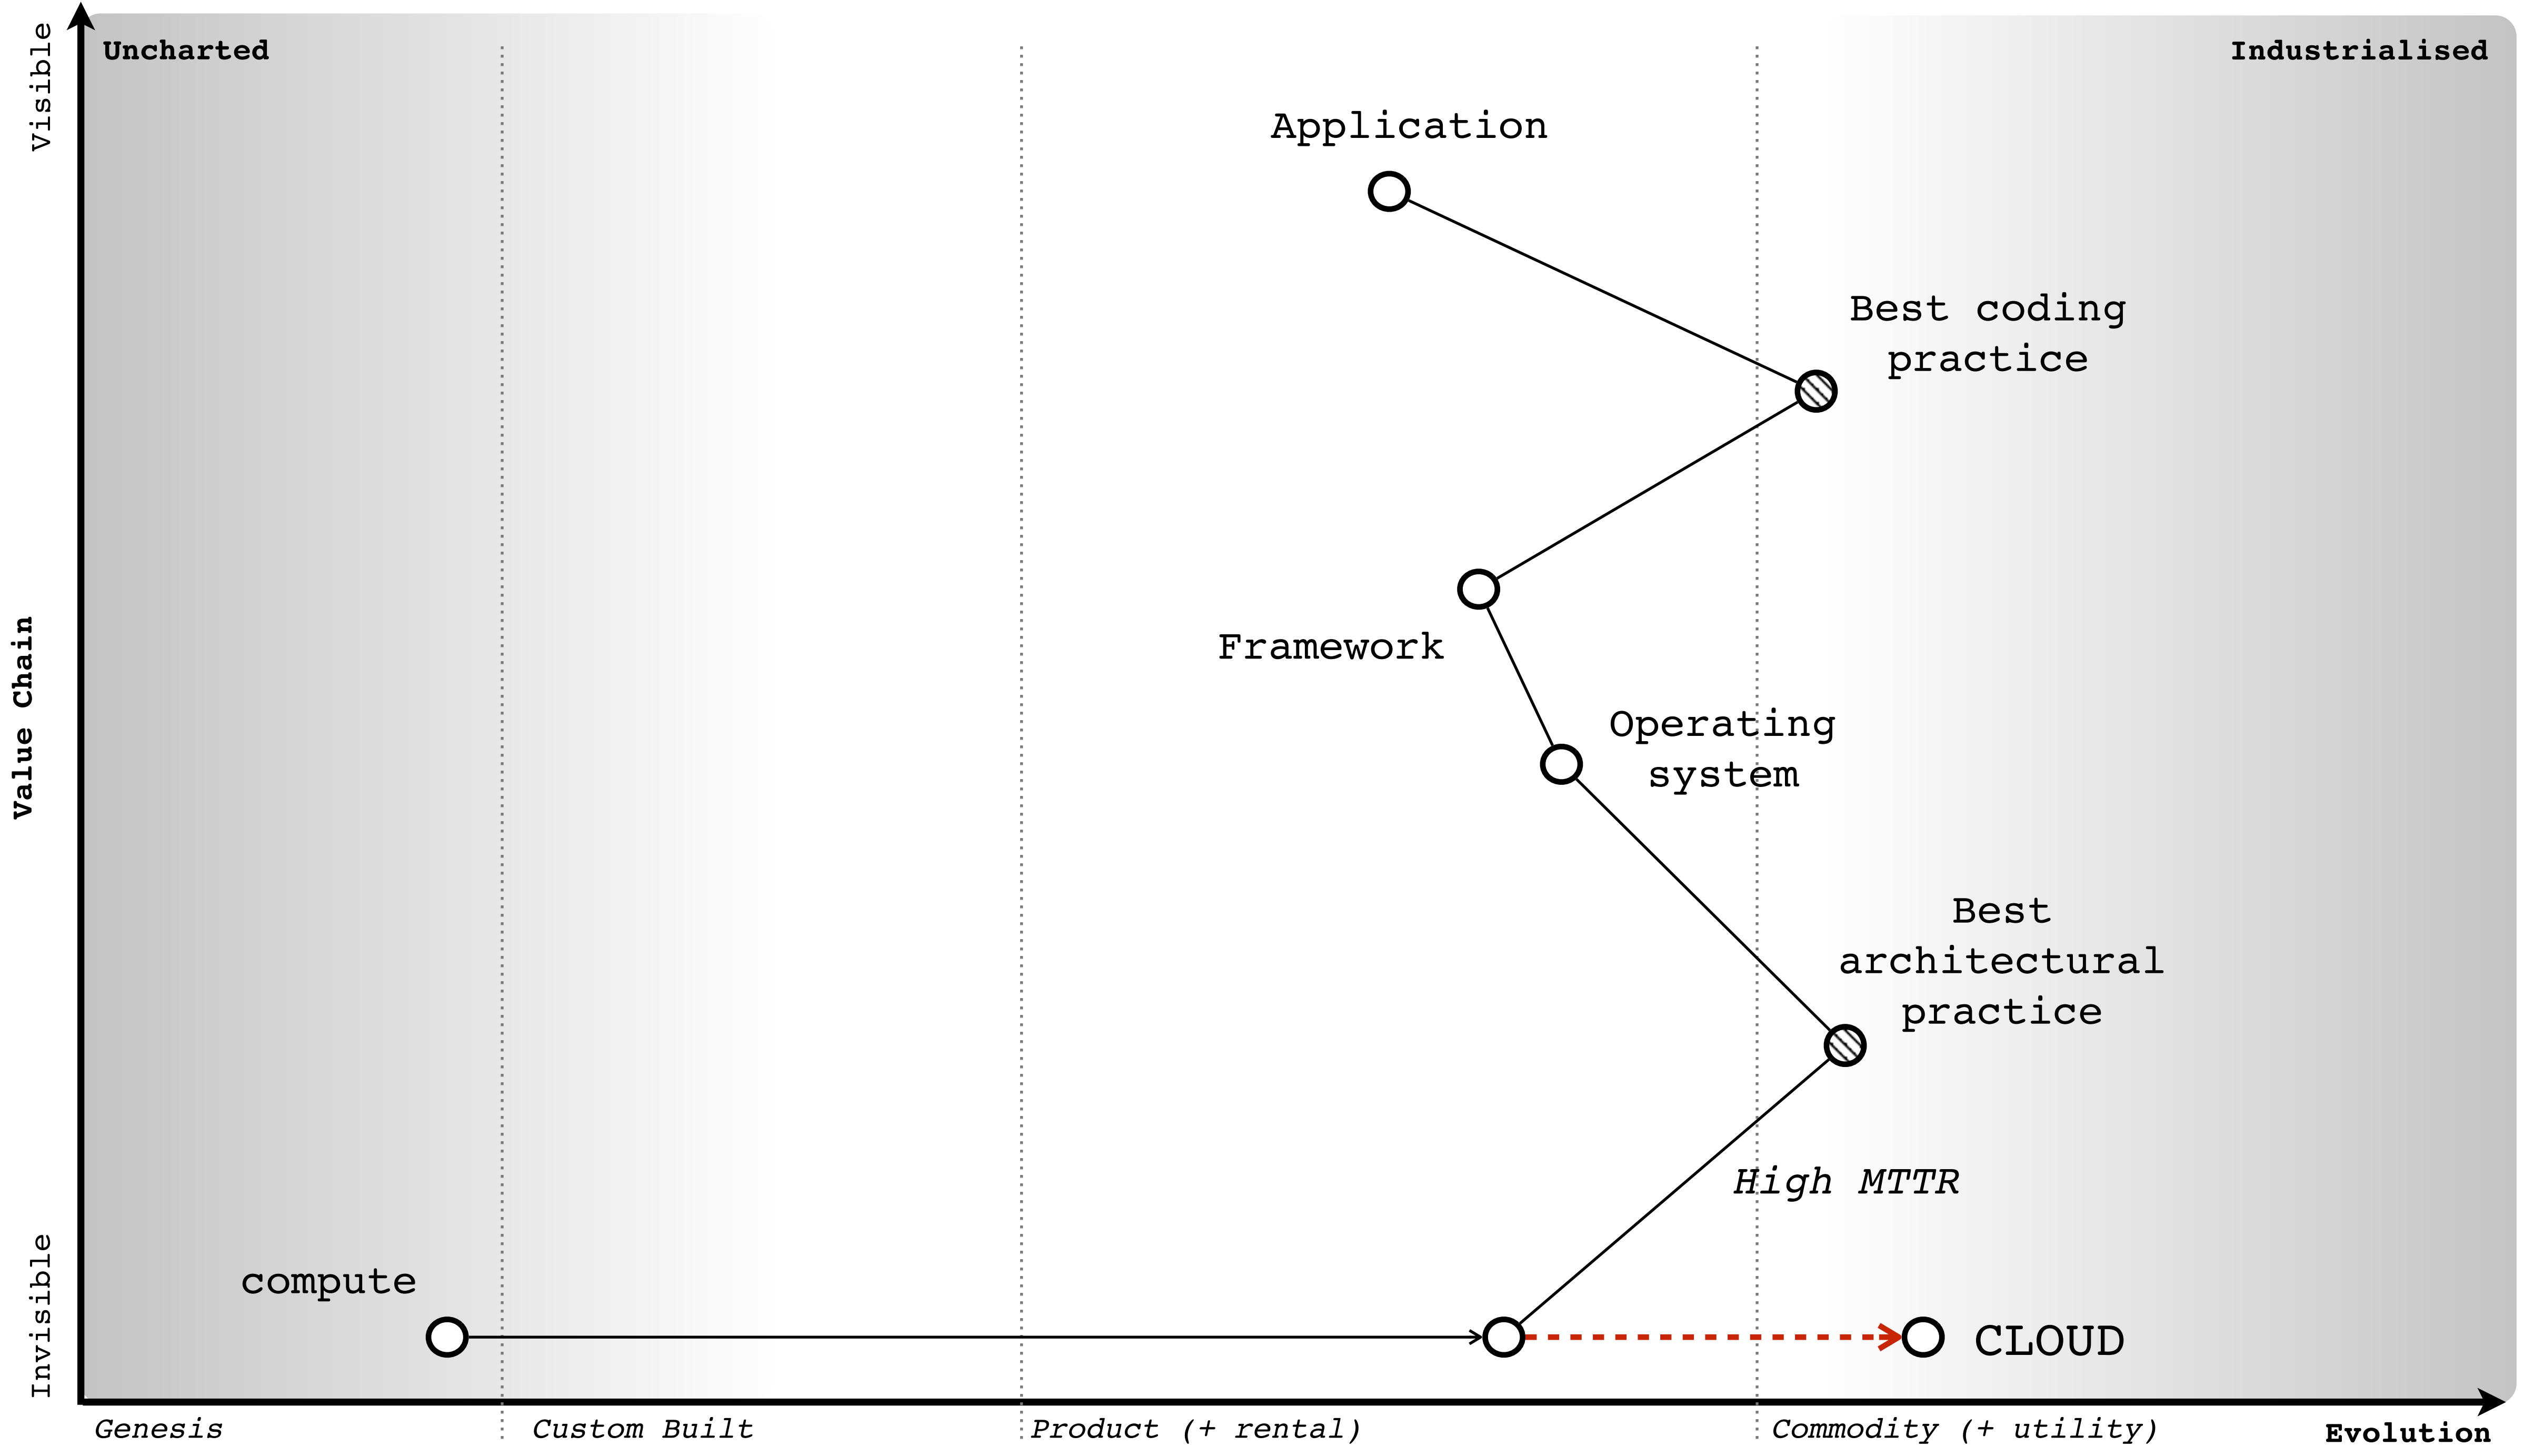 Visible
Uncharted
Industrialised
Application
Best coding
practice
Value Chain
Framework
Operating
system
Best
architectural
practice
High MTTR
Invisible
compute
CLOUD
Genesis
Custom Built
Product (+ rental)
Commodity (+ utility)
Evolution